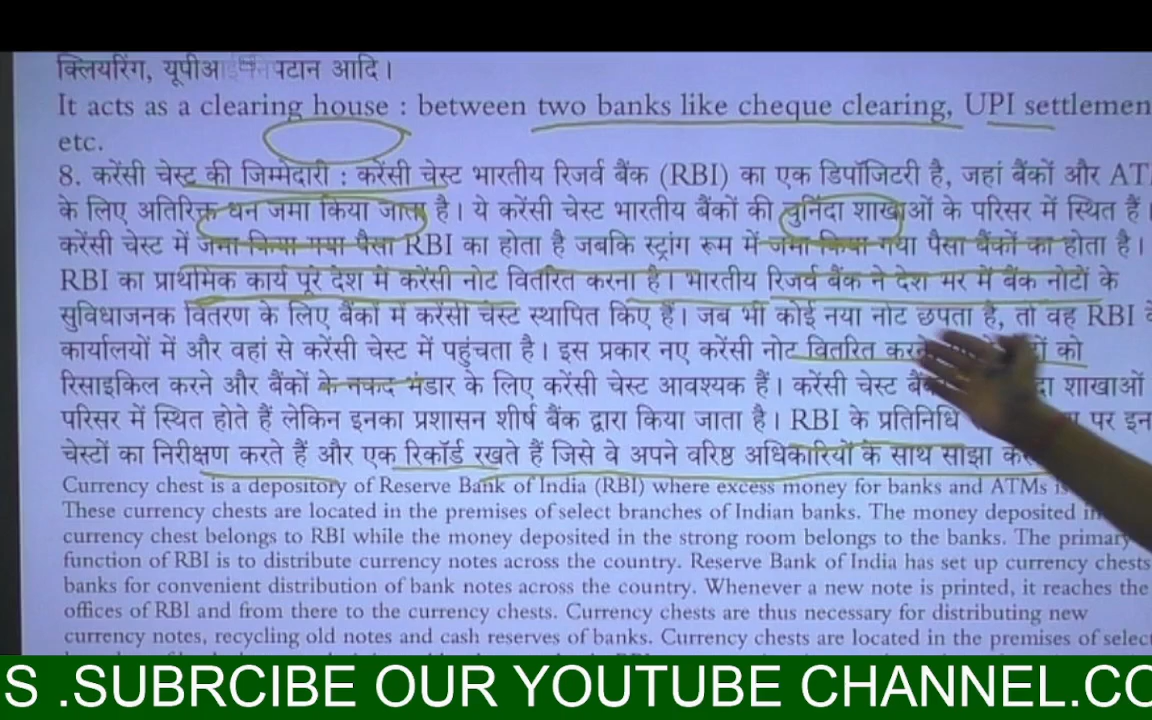 क्लियरिंग, यूपीआई निपटान आदि।
It acts as a clearing house : between two banks like cheque clearing, UPI settlemen
etc.
8. करेंसी चेस्ट की जिम्मेदारी : करेंसी चेस्ट भारतीय रिजर्व बैंक (RBI) का एक डिपॉजिटरी है, जहां बैंकों और AT
के लिए अतिरिक्त धन जमा किया जाता है। ये करेंसी चेस्ट भारतीय बैंकों की चुनिंदा शाखाओं के परिसर में स्थित हैं।
करेंसी चेस्ट में जमा किया गया पैसा RBI का होता है जबकि स्ट्रांग रूम में जमा किया गया पैसा बैंकों का होता है।
RBI का प्राथमिक कार्य पूरे देश में करेंसी नोट वितरित करना है। भारतीय रिजर्व बैंक ने देश भर में बैंक नोटों के
सुविधाजनक वितरण के लिए बैंकों में करेंसी चेस्ट स्थापित किए हैं। जब भी कोई नया नोट छपता है, तो वह RBI
कार्यालयों में और वहां से करेंसी चेस्ट में पहुंचता है। इस प्रकार नए करेंसी नोट वितरित को
रिसाइकिल करने और बैंकों के नकद भंडार के लिए करेंसी चेस्ट आवश्यक हैं। करेंसी चेस्ट शाखाओं
परिसर में स्थित होते हैं लेकिन इनका प्रशासन शीर्ष बैंक द्वारा किया जाता है। RBI के प्रतिनिधि पर इन
चेस्टों का निरीक्षण करते हैं और एक रिकॉर्ड रखते हैं जिसे वे अपने वरिष्ठ अधिकारियों के साथ साझा
Currency chest is a depository of Reserve Bank of India (RBI) where excess money for banks and ATMs is
These currency chests are located in the premises of select branches of Indian banks. The money deposited in
currency chest belongs to RBI while the money deposited in the strong room belongs to the banks. The primary
function of RBI is to distribute currency notes across the country. Reserve Bank of India has set up currency chests
banks for convenient distribution of bank notes across the country. Whenever a new note is printed, it reaches the
offices of RBI and from there to the currency chests. Currency chests are thus necessary for distributing new
currency notes, recycling old notes and cash reserves of banks. Currency chests are located in the premises of select
S .SUBRCIBE OUR YOUTUBE CHANNEL.CO